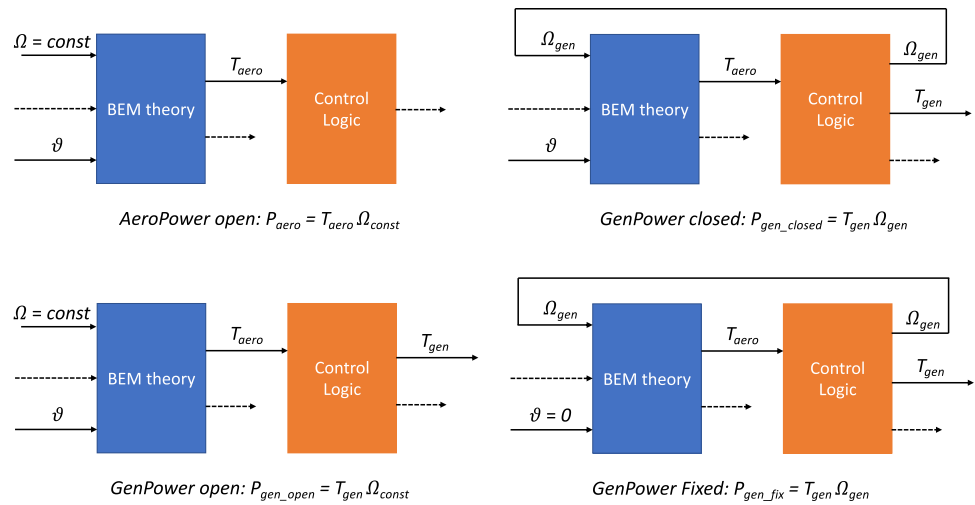 Ω = const
T_aero
BEM theory
Control
Logic
ϑ
AeroPower open: P_aero = T_aero Ω_const
Ω_gen
Ω_gen
T_aero
T_gen
BEM theory
Control
Logic
ϑ
GenPower closed: P_gen_closed = T_gen Ω_gen
Ω = const
T_aero
T_gen
BEM theory
Control
Logic
ϑ
GenPower open: P_gen_open = T_gen Ω_const
Ω_gen
Ω_gen
T_aero
T_gen
BEM theory
Control
Logic
ϑ = 0
GenPower Fixed: P_gen_fix = T_gen Ω_gen